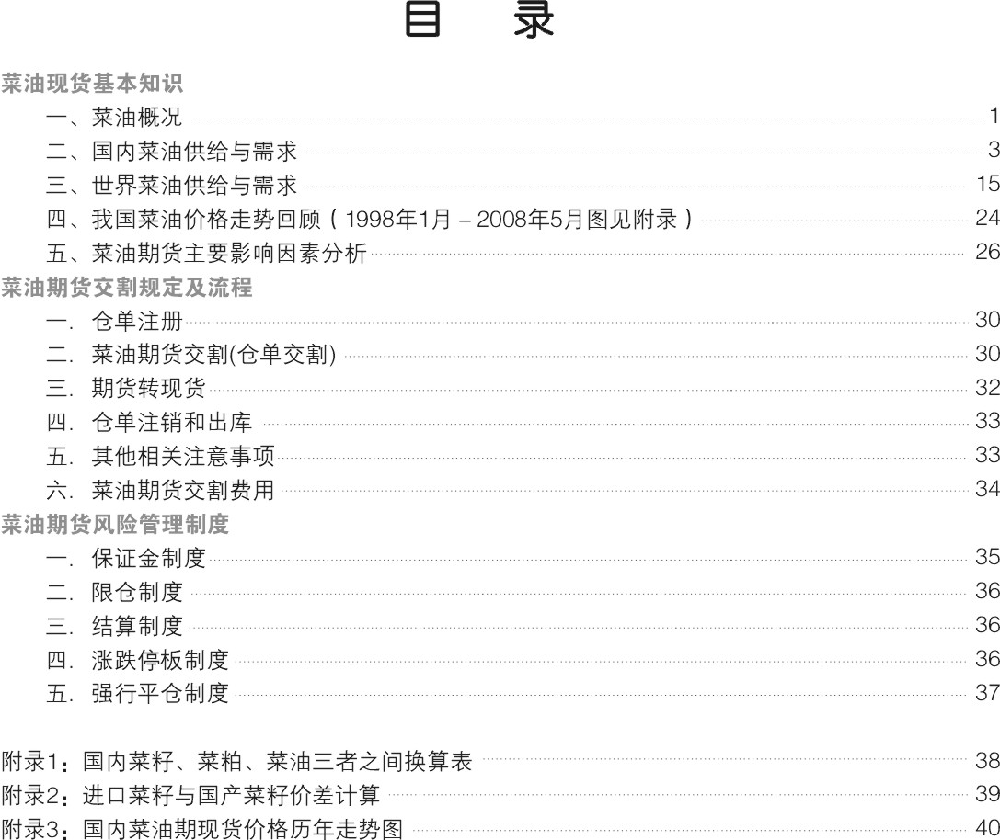 目 录
菜油现货基本知识
一、菜油概况 1
二、国内菜油供给与需求 3
三、世界菜油供给与需求 15
四、我国菜油价格走势回顾（1998年1月–2008年5月图见附录） 24
五、菜油期货主要影响因素分析 26
菜油期货交割规定及流程
一. 仓单注册 30
二. 菜油期货交割(仓单交割) 30
三. 期货转现货 32
四. 仓单注销和出库 33
五. 其他相关注意事项 33
六. 菜油期货交割费用 34
菜油期货风险管理制度
一. 保证金制度 35
二. 限仓制度 36
三. 结算制度 36
四. 涨跌停板制度 36
五. 强行平仓制度 37
附录1：国内菜籽、菜粕、菜油三者之间换算表 38
附录2：进口菜籽与国产菜籽价差计算 39
附录3：国内菜油期现货价格历年走势图 40